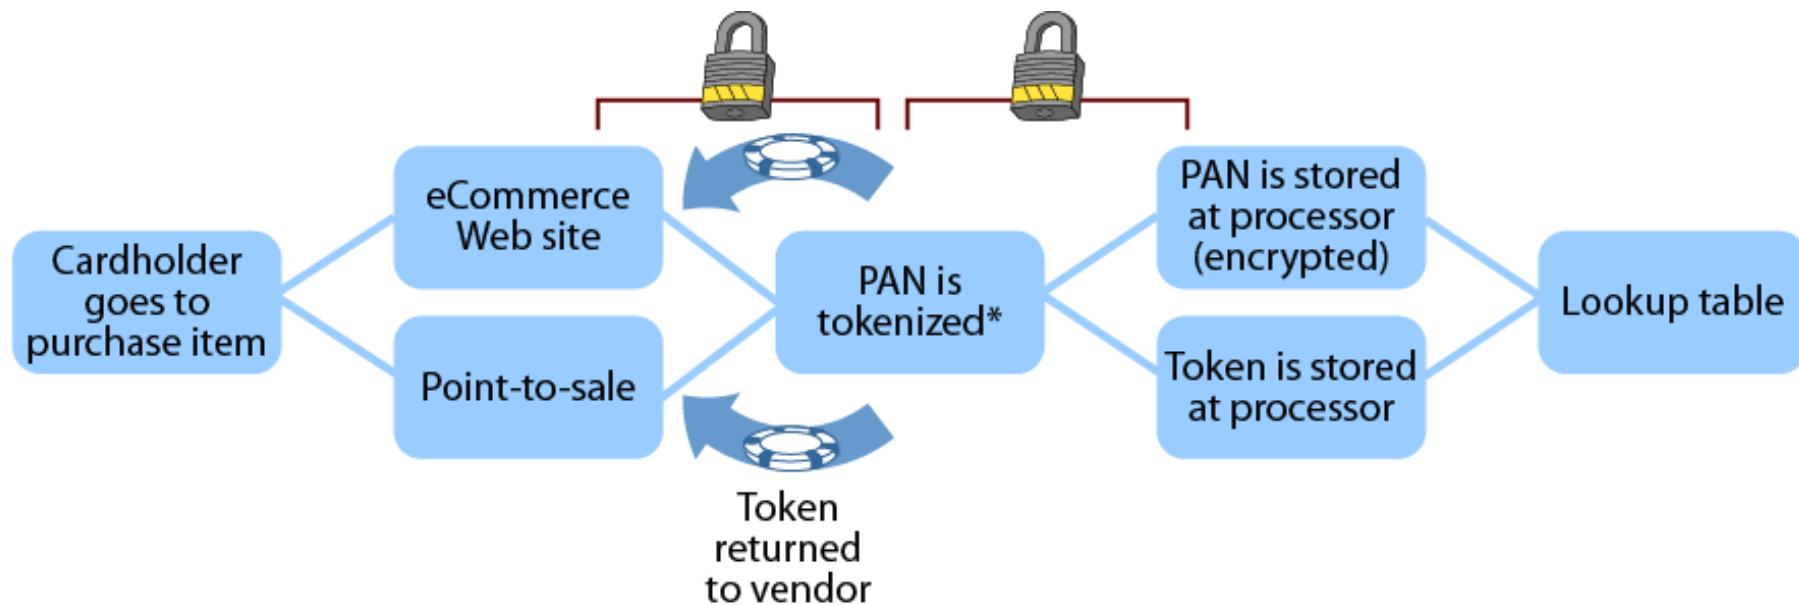 Cardholder
goes to
purchase item
eCommerce
Web site
Point-to-sale
Token
returned
to vendor
PAN is
tokenized*
PAN is stored
at processor
(encrypted)
Token is stored
at processor
Lookup table